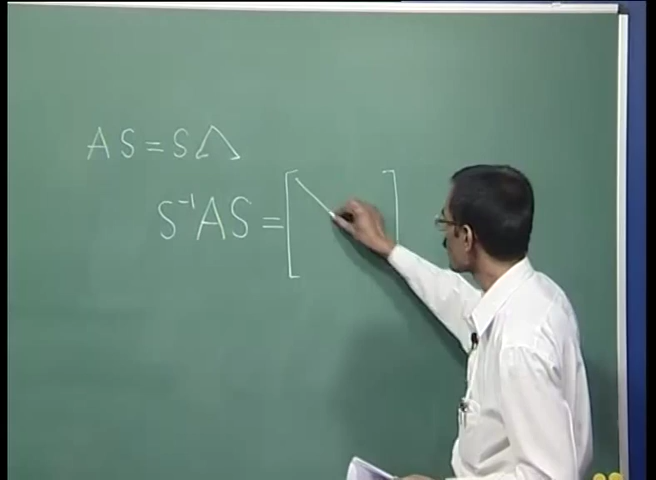 AS = SΛ
S⁻¹AS = [ ]